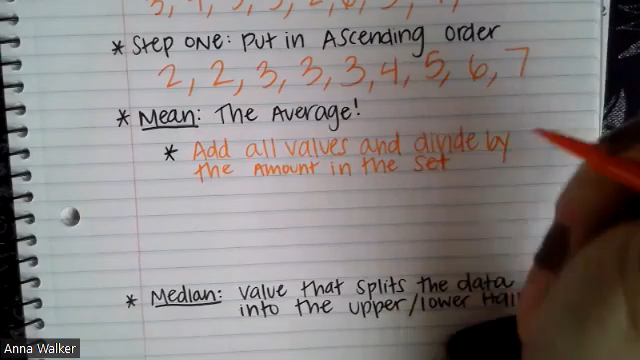 * Step one: Put in Ascending order
2, 2, 3, 3, 3, 4, 5, 6, 7
* Mean: The Average!
* Add all values and divide by
the Amount in the set
* Median: value that splits the data
into the upper/lower
Anna Walker